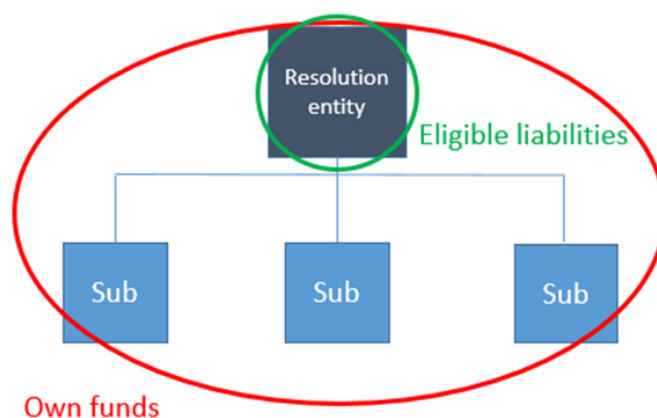 Resolution
entity
Eligible liabilities
Sub
Sub
Sub
Own funds